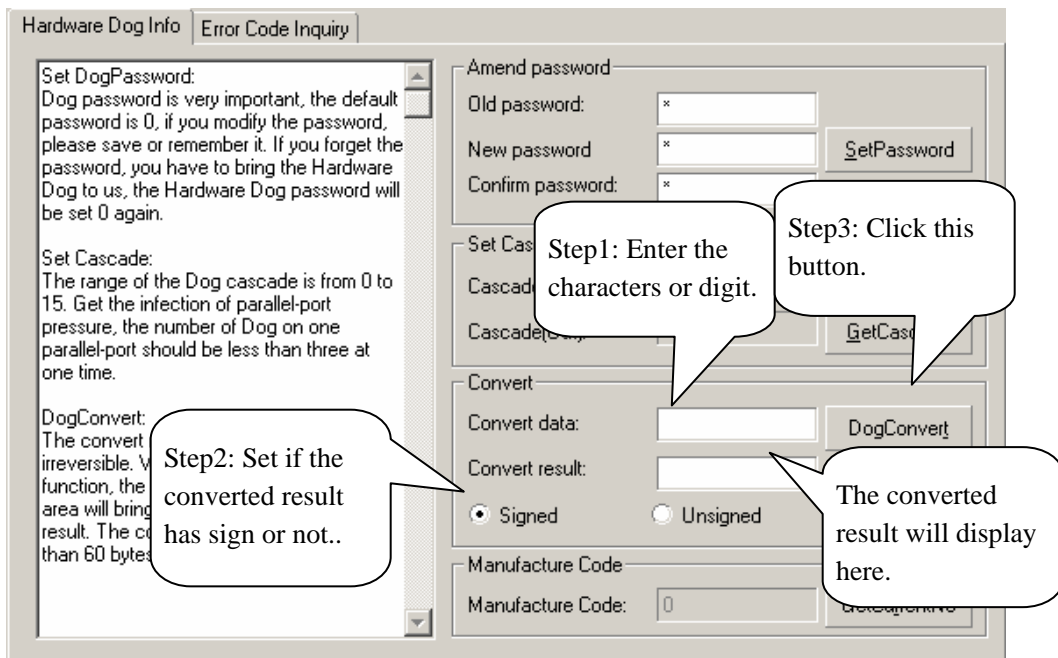 Hardware Dog Info
Error Code Inquiry
Set DogPassword:
Dog password is very important, the default
password is 0, if you modify the password,
please save or remember it. If you forget the
password, you have to bring the Hardware
Dog to us, the Hardware Dog password will
be set 0 again.
Set Cascade:
The range of the Dog cascade is from 0 to
15. Get the infection of parallel-port
pressure, the number of Dog on one
parallel-port should be less than three at
one time.
DogConvert:
The convert
irreversible.
function, the
area will bring
result. The
than 60 bytes
Amend password
Old password:
*
New password
*
SetPassword
Confirm password:
*
Step1: Enter the
characters or digit.
Step3: Click this
button.
Set
Convert
Convert data:
DogConvert
Convert result:
Signed
Unsigned
Step2: Set if the
converted result
has sign or not..
The converted
result will display
here.
Manufacture Code
Manufacture Code:
0